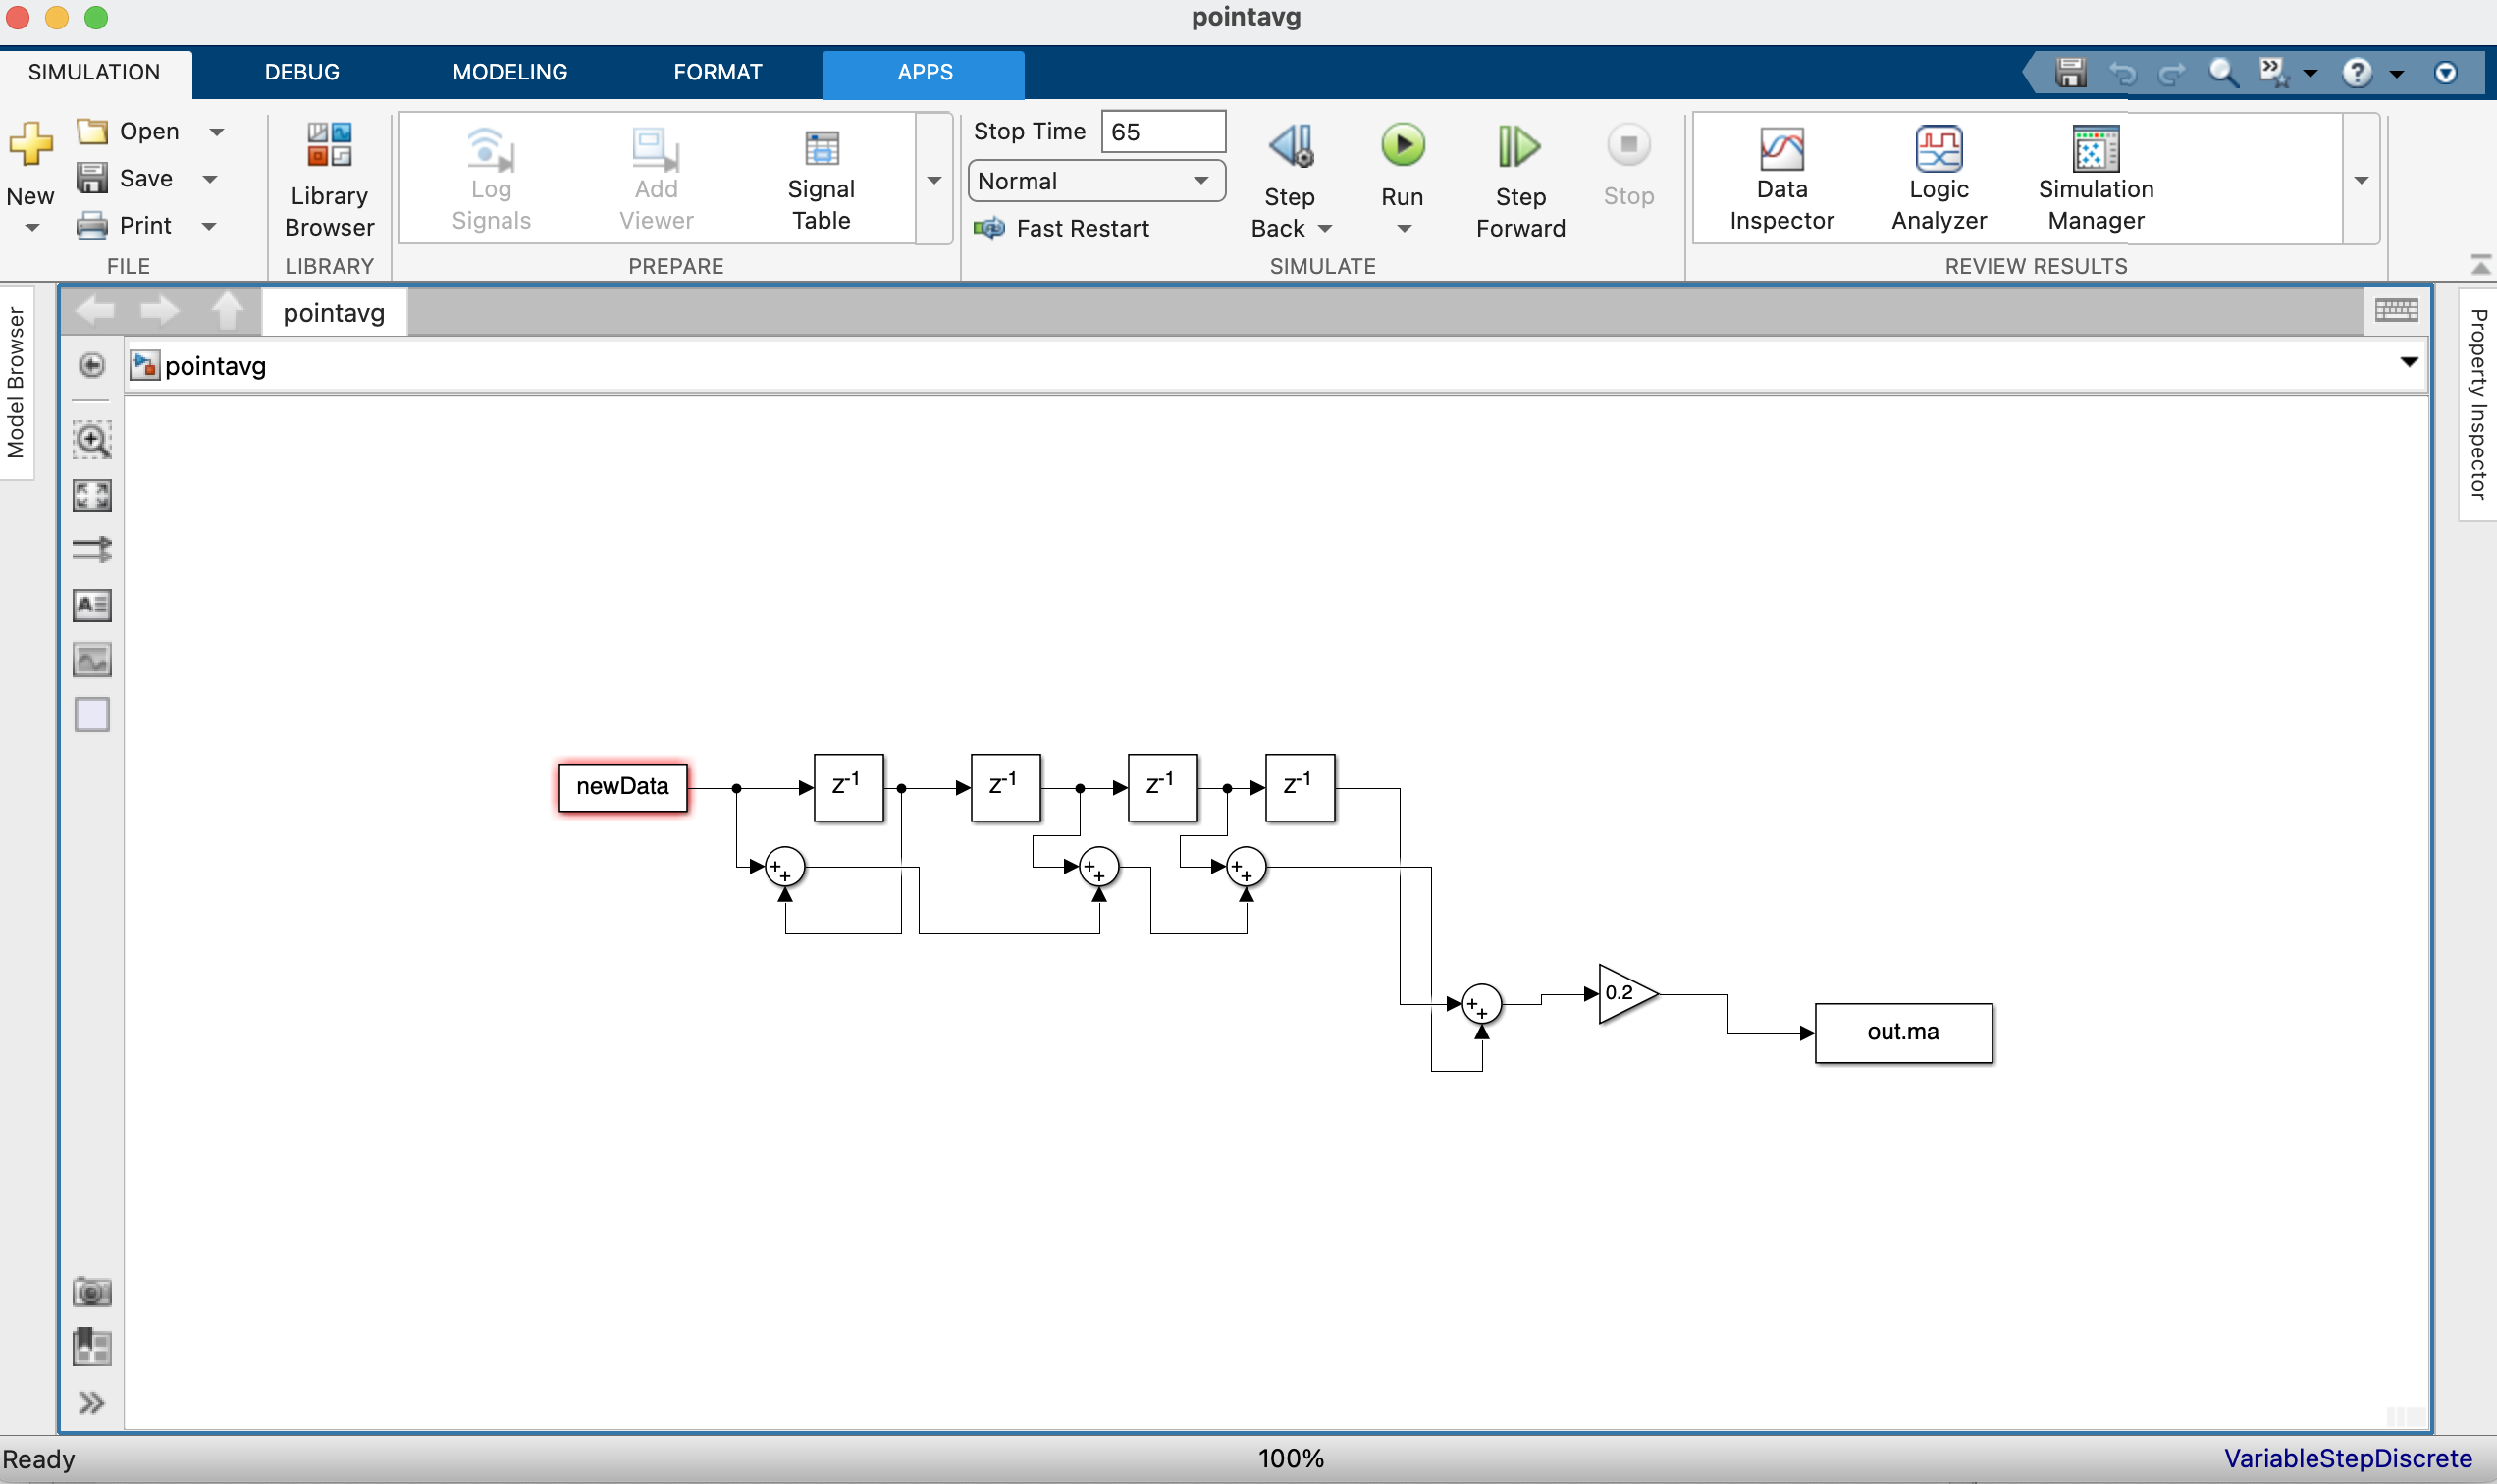 pointavg
SIMULATION
DEBUG
MODELING
FORMAT
APPS
New
Open
Save
Print
FILE
Library
Browser
LIBRARY
Log
Signals
Add
Viewer
Signal
Table
PREPARE
Stop Time 65
Normal
Fast Restart
Step
Back
Run
Step
Forward
Stop
SIMULATE
Data
Inspector
Logic
Analyzer
Simulation
Manager
REVIEW RESULTS
Model Browser
pointavg
pointavg
Property Inspector
newData
z⁻¹
z⁻¹
z⁻¹
z⁻¹
+
+
+
+
+
+
+
+
0.2
out.ma
Ready
100%
VariableStepDiscrete